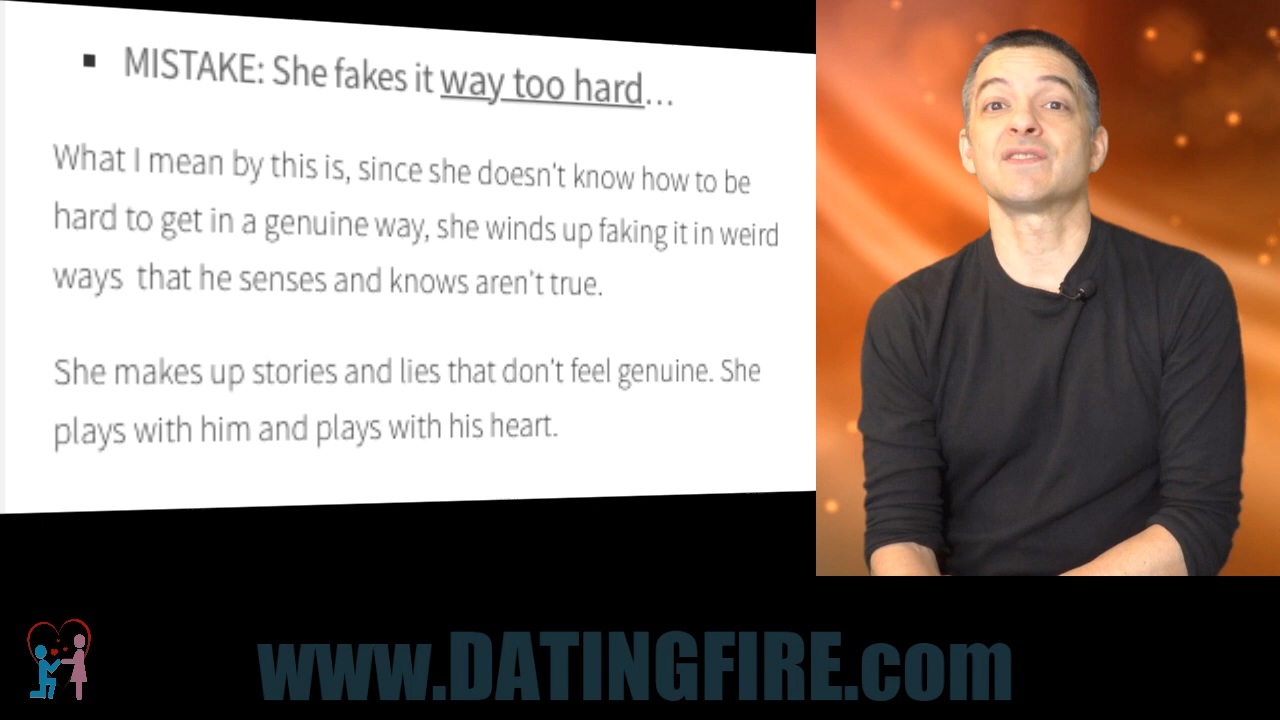 ▪ MISTAKE: She fakes it way too hard...
What I mean by this is, since she doesn't know how to be
hard to get in a genuine way, she winds up faking it in weird
ways that he senses and knows aren't true.
She makes up stories and lies that don't feel genuine. She
plays with him and plays with his heart.
www.DATINGFIRE.com